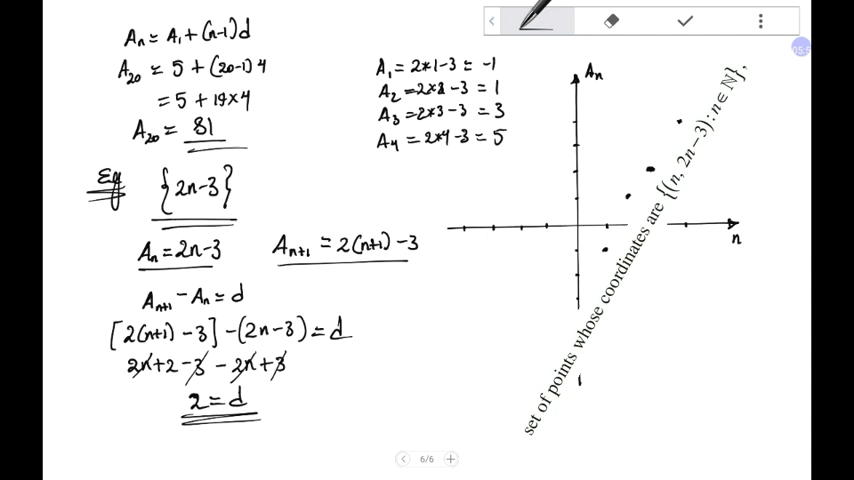 Aₙ = A₁ + (n-1)d
A₂₀ = 5 + (20-1)4
= 5 + 19×4
A₂₀ = 81
Eg {2n-3}
Aₙ = 2n-3
Aₙ₊₁ = 2(n+1) - 3
Aₙ₊₁ - Aₙ = d
[2(n+1) - 3] - (2n-3) = d
2n + 2 - 3 - 2n + 3
2 = d
A₁ = 2*1-3 = -1
A₂ = 2*2-3 = 1
A₃ = 2*3-3 = 3
A₄ = 2*4-3 = 5
Aₙ
n
set of points whose coordinates are {(n, 2n−3) : n ∈ ℕ},
6/6